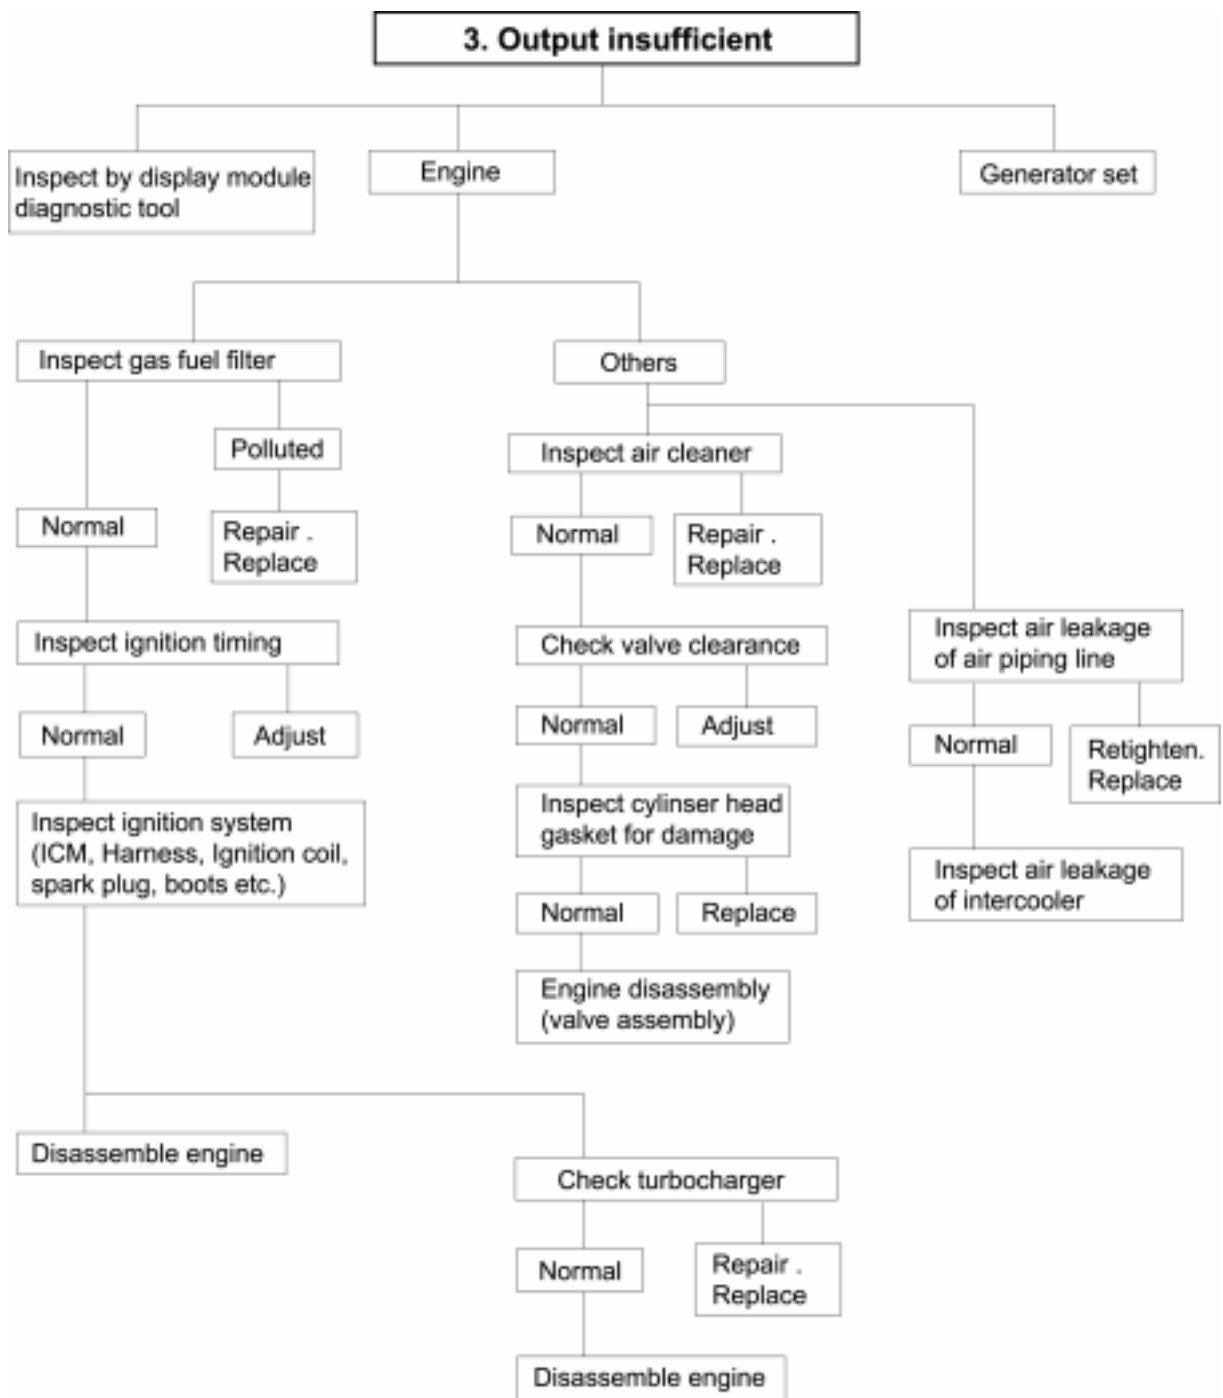 3. Output insufficient
Inspect by display module
diagnostic tool
Engine
Generator set
Inspect gas fuel filter
Others
Polluted
Inspect air cleaner
Normal
Repair .
Replace
Normal
Repair .
Replace
Inspect ignition timing
Check valve clearance
Inspect air leakage
of air piping line
Normal
Adjust
Normal
Adjust
Normal
Retighten.
Replace
Inspect ignition system
(ICM, Harness, Ignition coil,
spark plug, boots etc.)
Inspect cylinser head
gasket for damage
Inspect air leakage
of intercooler
Normal
Replace
Engine disassembly
(valve assembly)
Disassemble engine
Check turbocharger
Normal
Repair .
Replace
Disassemble engine